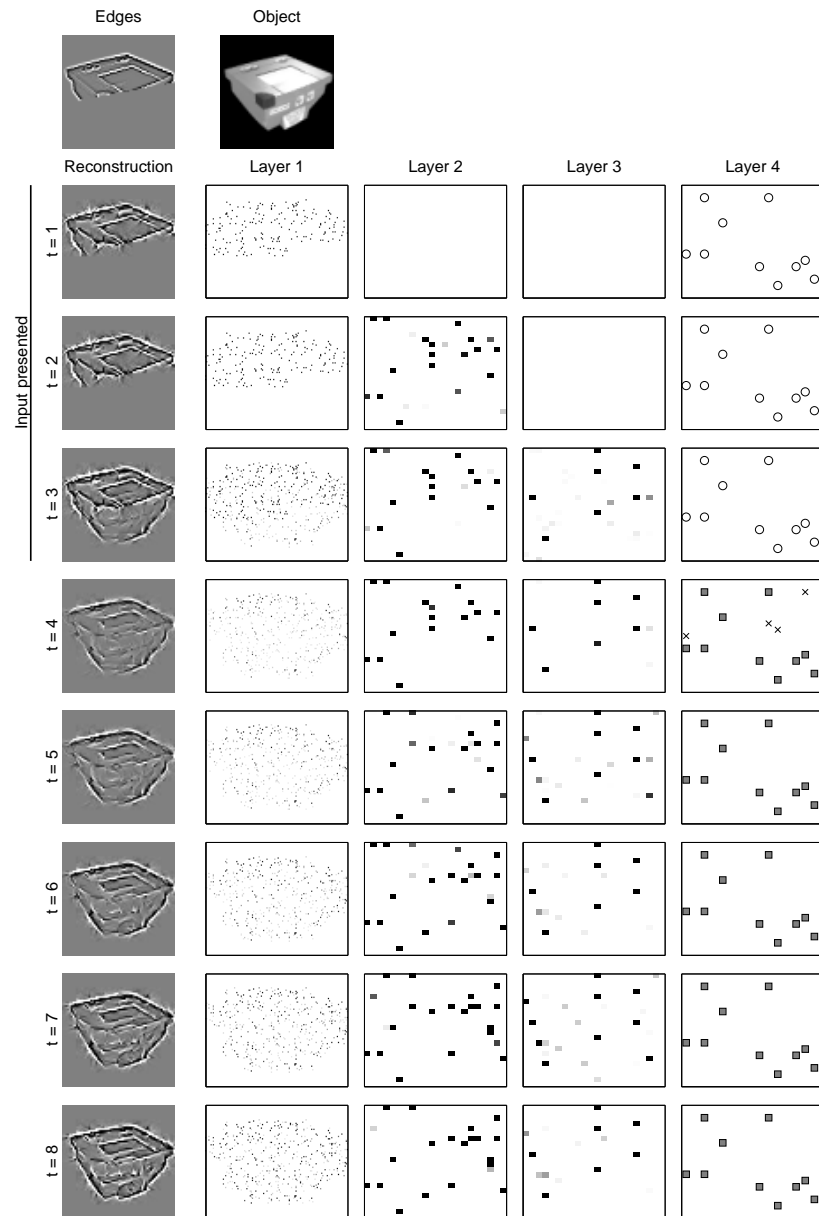 Edges Object
Reconstruction Layer 1 Layer 2 Layer 3 Layer 4
Input presented
t = 1
t = 2
t = 3
t = 4
t = 5
t = 6
t = 7
t = 8